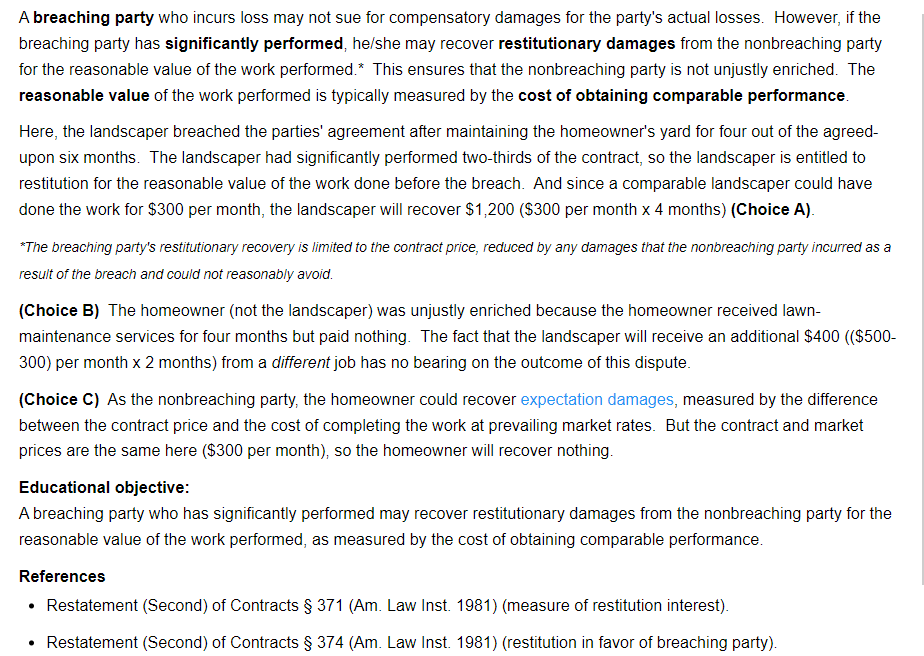 A breaching party who incurs loss may not sue for compensatory damages for the party's actual losses.  However, if the
breaching party has significantly performed, he/she may recover restitutionary damages from the nonbreaching party
for the reasonable value of the work performed.*  This ensures that the nonbreaching party is not unjustly enriched.  The
reasonable value of the work performed is typically measured by the cost of obtaining comparable performance.
Here, the landscaper breached the parties' agreement after maintaining the homeowner's yard for four out of the agreed-
upon six months.  The landscaper had significantly performed two-thirds of the contract, so the landscaper is entitled to
restitution for the reasonable value of the work done before the breach.  And since a comparable landscaper could have
done the work for $300 per month, the landscaper will recover $1,200 ($300 per month x 4 months) (Choice A).
*The breaching party's restitutionary recovery is limited to the contract price, reduced by any damages that the nonbreaching party incurred as a
result of the breach and could not reasonably avoid.
(Choice B)  The homeowner (not the landscaper) was unjustly enriched because the homeowner received lawn-
maintenance services for four months but paid nothing.  The fact that the landscaper will receive an additional $400 (($500-
300) per month x 2 months) from a different job has no bearing on the outcome of this dispute.
(Choice C)  As the nonbreaching party, the homeowner could recover expectation damages, measured by the difference
between the contract price and the cost of completing the work at prevailing market rates.  But the contract and market
prices are the same here ($300 per month), so the homeowner will recover nothing.
Educational objective:
A breaching party who has significantly performed may recover restitutionary damages from the nonbreaching party for the
reasonable value of the work performed, as measured by the cost of obtaining comparable performance.
References
• Restatement (Second) of Contracts § 371 (Am. Law Inst. 1981) (measure of restitution interest).
• Restatement (Second) of Contracts § 374 (Am. Law Inst. 1981) (restitution in favor of breaching party).